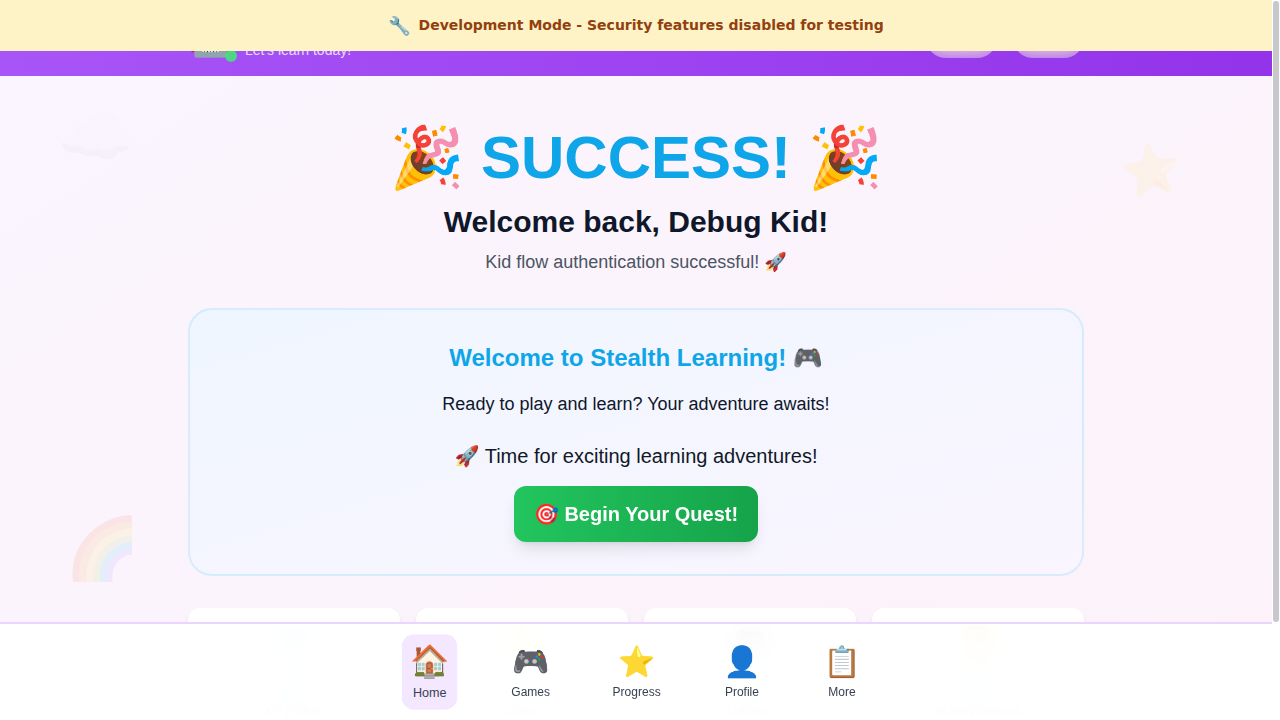 Development Mode - Security features disabled for testing
Let's learn today!
SUCCESS!
Welcome back, Debug Kid!
Kid flow authentication successful!
Welcome to Stealth Learning!
Ready to play and learn? Your adventure awaits!
Time for exciting learning adventures!
Begin Your Quest!
Home
Games
Progress
Profile
More